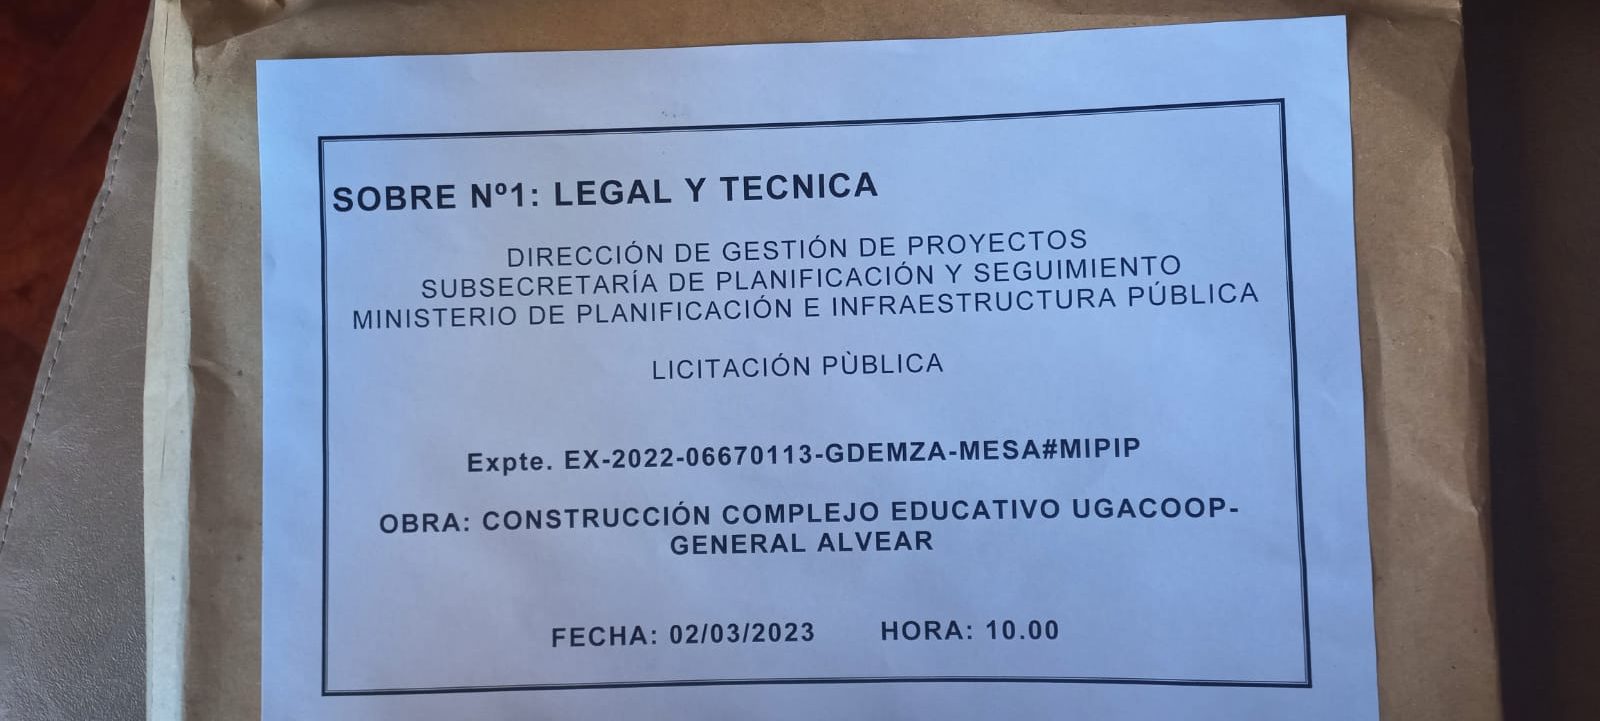 SOBRE Nº1: LEGAL Y TECNICA
DIRECCIÓN DE GESTIÓN DE PROYECTOS
SUBSECRETARÍA DE PLANIFICACIÓN Y SEGUIMIENTO
MINISTERIO DE PLANIFICACIÓN E INFRAESTRUCTURA PÚBLICA
LICITACIÓN PÙBLICA
Expte. EX-2022-06670113-GDEMZA-MESA#MIPIP
OBRA: CONSTRUCCIÓN COMPLEJO EDUCATIVO UGACOOP-
GENERAL ALVEAR
FECHA: 02/03/2023 HORA: 10.00